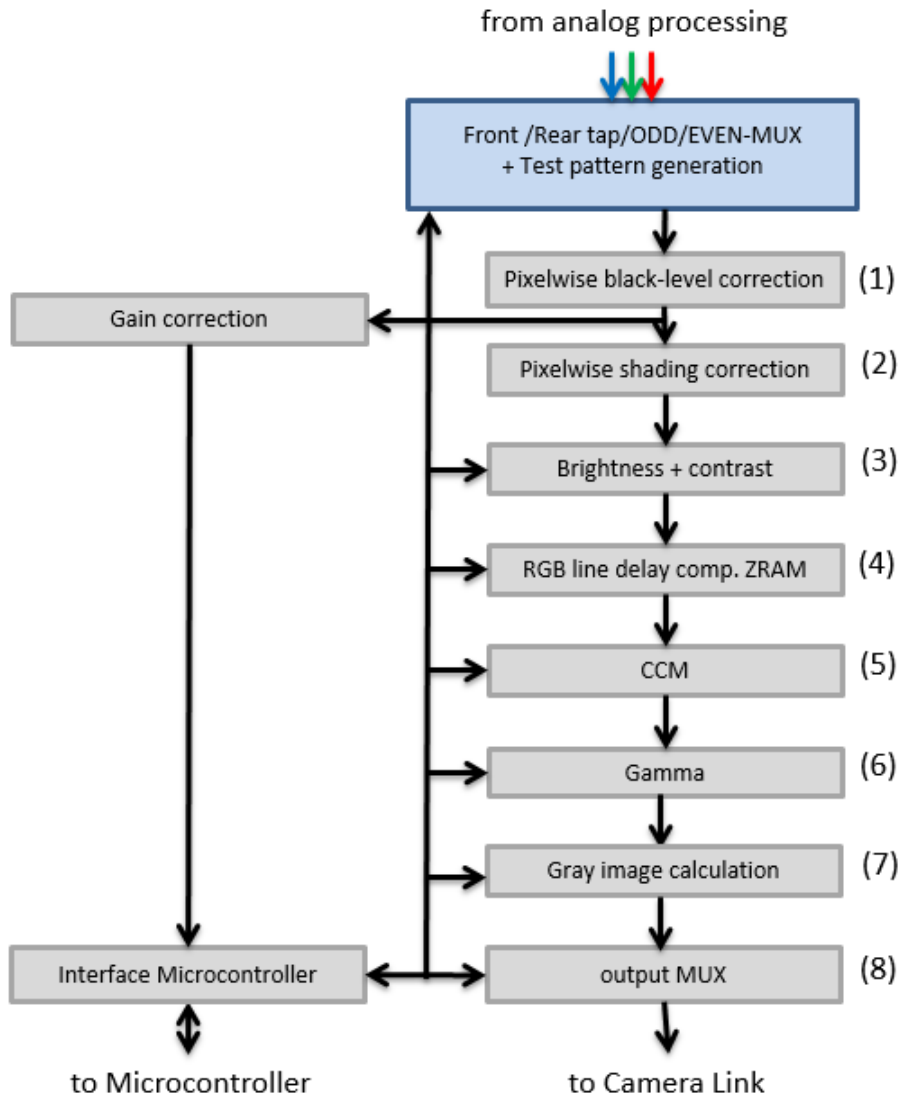 from analog processing
Front /Rear tap/ODD/EVEN-MUX
+ Test pattern generation
Pixelwise black-level correction
(1)
Gain correction
Pixelwise shading correction
(2)
Brightness + contrast
(3)
RGB line delay comp. ZRAM
(4)
CCM
(5)
Gamma
(6)
Gray image calculation
(7)
Interface Microcontroller
output MUX
(8)
to Microcontroller
to Camera Link